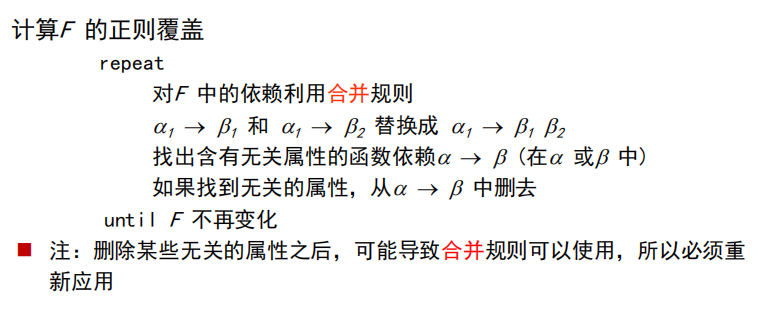 计算F 的正则覆盖
repeat
对F 中的依赖利用合并规则
α1 → β1 和 α1 → β2 替换成 α1 → β1 β2
找出含有无关属性的函数依赖α → β (在α 或β 中)
如果找到无关的属性，从α → β 中删去
until F 不再变化
■ 注：删除某些无关的属性之后，可能导致合并规则可以使用，所以必须重
新应用